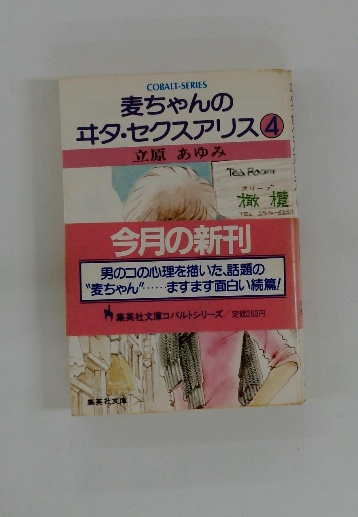 COBALT-SERIES
麦ちゃんの
ヰタ・セクスアリス④
立原 あゆみ
Tea Room
オリーブ
橄欖
今月の新刊
男のコの心理を描いた、話題の
"麦ちゃん"……ますます面白い続篇!
集英社文庫コバルトシリーズ/定価260円
集英社文庫